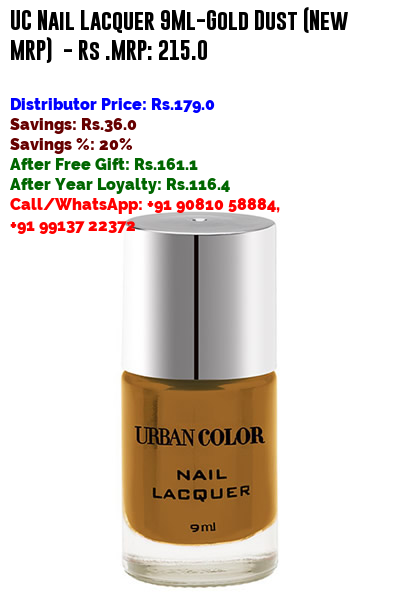 UC Nail Lacquer 9Ml-Gold Dust (New
MRP) - Rs .MRP: 215.0
Distributor Price: Rs.179.0
Savings: Rs.36.0
Savings %: 20%
After Free Gift: Rs.161.1
After Year Loyalty: Rs.116.4
Call/WhatsApp: +91 90810 58884,
+91 99137 22372
URBAN COLOR
NAIL
LACQUER
9ml